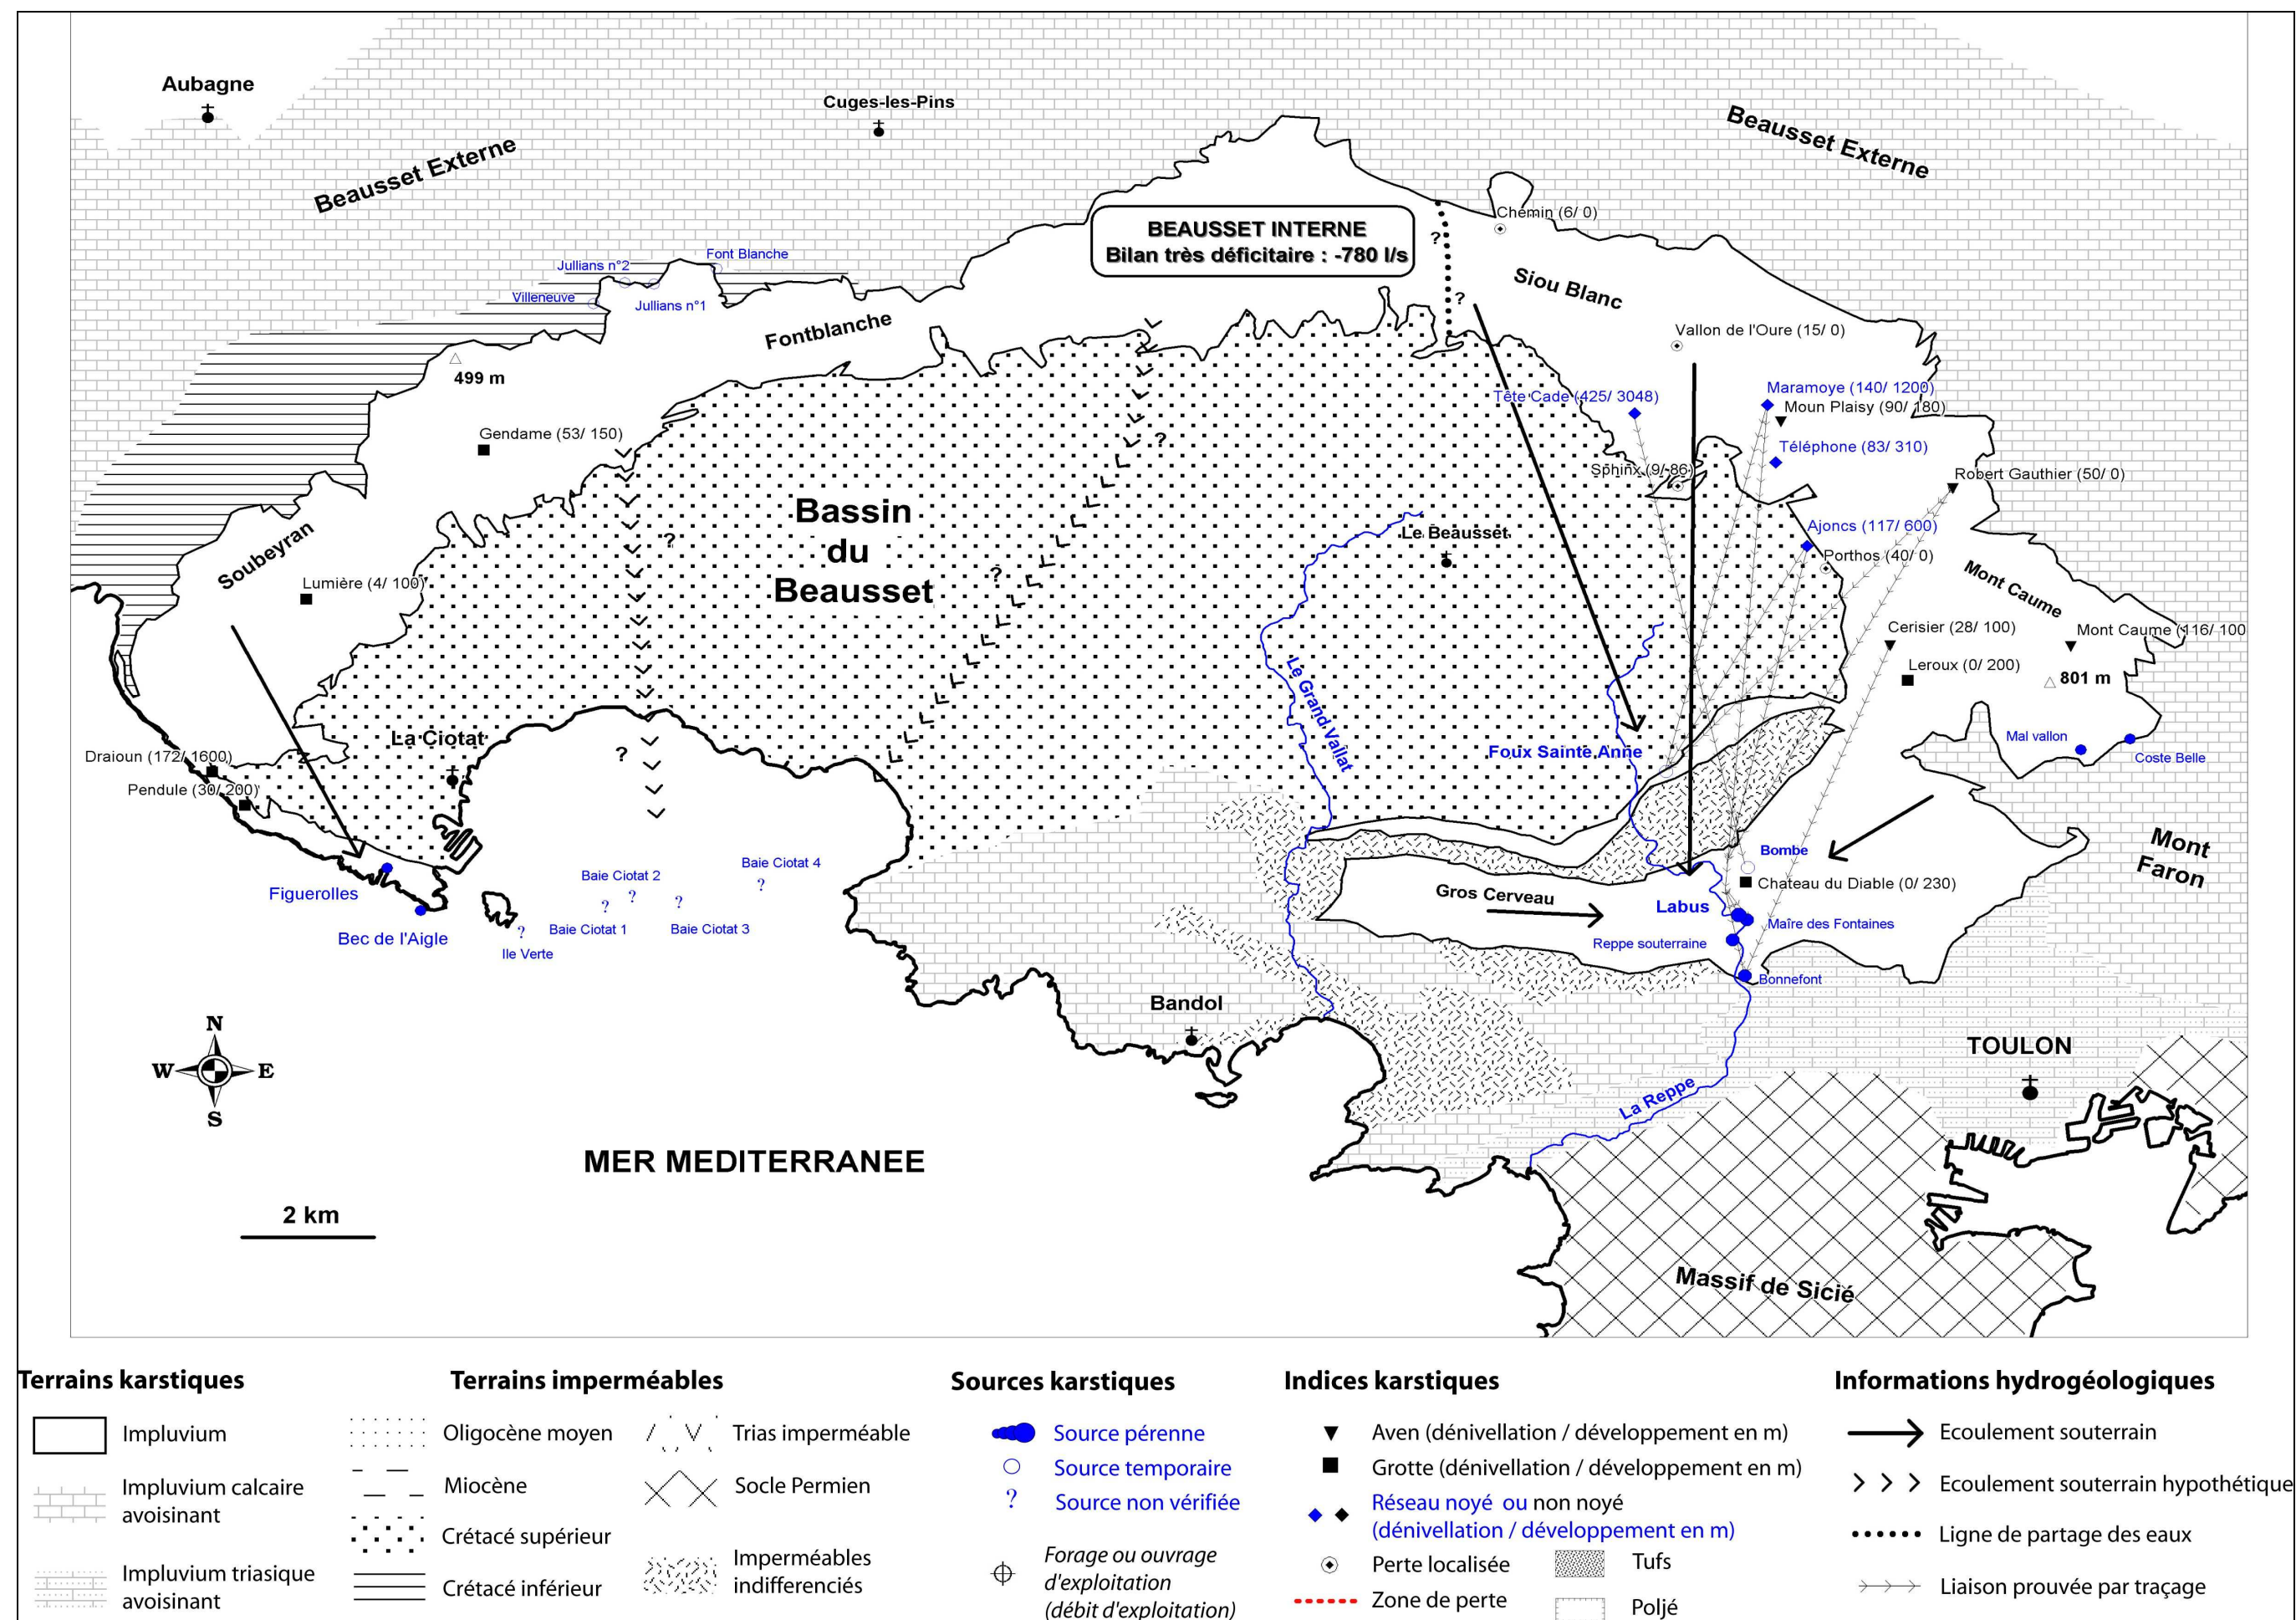 Aubagne
Cuges-les-Pins
Beausset Externe
Beausset Externe
BEAUSSET INTERNE
Bilan très déficitaire : -780 l/s
Chemin (6/ 0)
?
?
Siou Blanc
Font Blanche
Jullians n°2
Villeneuve
Jullians n°1
Fontblanche
499 m
Vallon de l'Oure (15/ 0)
Tête Cade (425/ 3048)
Maramoye (140/ 1200)
Moun Plaisy (90/ 180)
Téléphone (83/ 310)
Gendame (53/ 150)
?
Sphinx (9/ 86)
Robert Gauthier (50/ 0)
Bassin
du
Beausset
?
?
Le Beausset
Ajoncs (117/ 600)
Porthos (40/ 0)
Soubeyran
Lumière (4/ 100)
Mont Caume
Cerisier (28/ 100)
Mont Caume (116/ 100
Leroux (0/ 200)
801 m
Le Grand Vallat
La Ciotat
?
Draioun (172/ 1600)
Pendule (30/ 200)
Foux Sainte Anne
Mal vallon
Coste Belle
Mont
Faron
Baie Ciotat 4
?
Baie Ciotat 2
?
?
?
Figuerolles
Bec de l'Aigle
Baie Ciotat 1
Baie Ciotat 3
?
Ile Verte
Bombe
Chateau du Diable (0/ 230)
Gros Cerveau
Labus
Maîre des Fontaines
Reppe souterraine
Bonnefont
Bandol
N
W
E
S
TOULON
La Reppe
MER MEDITERRANEE
2 km
Massif de Sicié
Terrains karstiques
Impluvium
Impluvium calcaire
avoisinant
Impluvium triasique
avoisinant
Terrains imperméables
Oligocène moyen
Miocène
Crétacé supérieur
Crétacé inférieur
Trias imperméable
Socle Permien
Imperméables
indifferenciés
Sources karstiques
Source pérenne
Source temporaire
? Source non vérifiée
Forage ou ouvrage
d'exploitation
(débit d'exploitation)
Indices karstiques
Aven (dénivellation / développement en m)
Grotte (dénivellation / développement en m)
Réseau noyé ou non noyé
(dénivellation / développement en m)
Perte localisée
Zone de perte
Tufs
Poljé
Informations hydrogéologiques
Ecoulement souterrain
Ecoulement souterrain hypothétique
Ligne de partage des eaux
Liaison prouvée par traçage